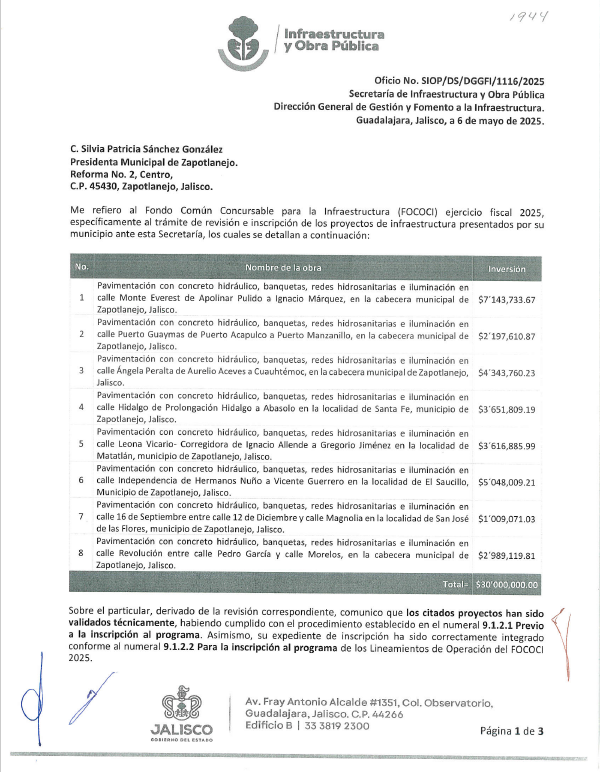 1944
Infraestructura
y Obra Pública
Oficio No. SIOP/DS/DGGFI/1116/2025
Secretaría de Infraestructura y Obra Pública
Dirección General de Gestión y Fomento a la Infraestructura.
Guadalajara, Jalisco, a 6 de mayo de 2025.
C. Silvia Patricia Sánchez González
Presidenta Municipal de Zapotlanejo.
Reforma No. 2, Centro,
C.P. 45430, Zapotlanejo, Jalisco.
Me refiero al Fondo Común Concursable para la Infraestructura (FOCOCI) ejercicio fiscal 2025,
específicamente al trámite de revisión e inscripción de los proyectos de infraestructura presentados por su
municipio ante esta Secretaría, los cuales se detallan a continuación:
No. Nombre de la obra Inversión
Pavimentación con concreto hidráulico, banquetas, redes hidrosanitarias e iluminación en
1 calle Monte Everest de Apolinar Pulido a Ignacio Márquez, en la cabecera municipal de $7´143,733.67
Zapotlanejo, Jalisco.
Pavimentación con concreto hidráulico, banquetas, redes hidrosanitarias e iluminación en
2 calle Puerto Guaymas de Puerto Acapulco a Puerto Manzanillo, en la cabecera municipal de $2´197,610.87
Zapotlanejo, Jalisco.
Pavimentación con concreto hidráulico, banquetas, redes hidrosanitarias e iluminación en
3 calle Ángela Peralta de Aurelio Aceves a Cuauhtémoc, en la cabecera municipal de Zapotlanejo, $4´343,760.23
Jalisco.
Pavimentación con concreto hidráulico, banquetas, redes hidrosanitarias e iluminación en
4 calle Hidalgo de Prolongación Hidalgo a Abasolo en la localidad de Santa Fe, municipio de $3´651,809.19
Zapotlanejo, Jalisco.
Pavimentación con concreto hidráulico, banquetas, redes hidrosanitarias e iluminación en
5 calle Leona Vicario- Corregidora de Ignacio Allende a Gregorio Jiménez en la localidad de $3´616,885.99
Matatlán, municipio de Zapotlanejo, Jalisco.
Pavimentación con concreto hidráulico, banquetas, redes hidrosanitarias e iluminación en
6 calle Independencia de Hermanos Nuño a Vicente Guerrero en la localidad de El Saucillo, $5´048,009.21
Municipio de Zapotlanejo, Jalisco.
Pavimentación con concreto hidráulico, banquetas, redes hidrosanitarias e iluminación en
7 calle 16 de Septiembre entre calle 12 de Diciembre y calle Magnolia en la localidad de San José $1´009,071.03
de las Flores, municipio de Zapotlanejo, Jalisco.
Pavimentación con concreto hidráulico, banquetas, redes hidrosanitarias e iluminación en
8 calle Revolución entre calle Pedro García y calle Morelos, en la cabecera municipal de $2´989,119.81
Zapotlanejo, Jalisco.
Total= $30´000,000.00
Sobre el particular, derivado de la revisión correspondiente, comunico que los citados proyectos han sido
validados técnicamente, habiendo cumplido con el procedimiento establecido en el numeral 9.1.2.1 Previo
a la inscripción al programa. Asimismo, su expediente de inscripción ha sido correctamente integrado
conforme al numeral 9.1.2.2 Para la inscripción al programa de los Lineamientos de Operación del FOCOCI
2025.
JALISCO
GOBIERNO DEL ESTADO
Av. Fray Antonio Alcalde #1351, Col. Observatorio,
Guadalajara, Jalisco, C.P. 44266
Edificio B | 33 3819 2300
Página 1 de 3